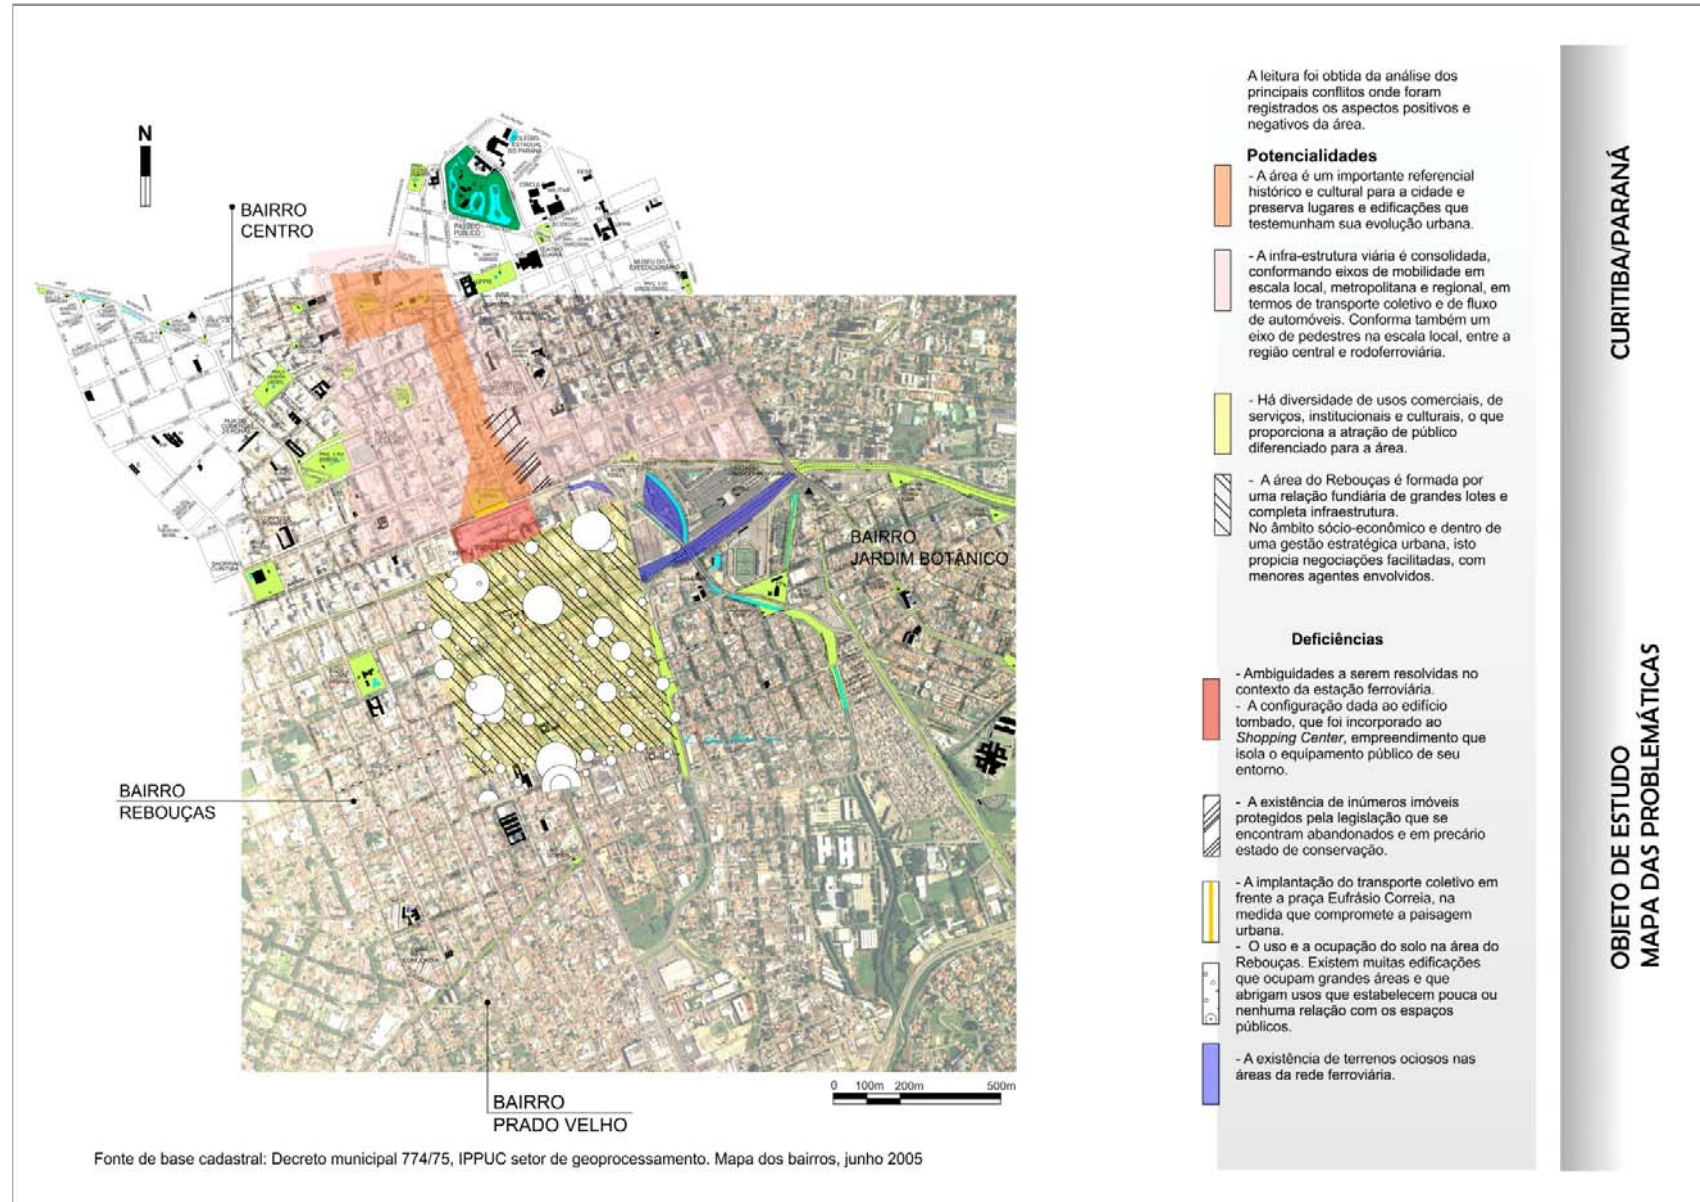 N
BAIRRO
CENTRO
COLÉGIO
ESTADUAL
DO PARANÁ
PASSEIO
PÚBLICO
CIRCULO
MILITAR
TEATRO
GUAIRA
UFPR
SHOPPING
CURITIBA
BAIRRO
JARDIM BOTÂNICO
BAIRRO
REBOUÇAS
BAIRRO
PRADO VELHO
0 100m 200m 500m
Fonte de base cadastral: Decreto municipal 774/75, IPPUC setor de geoprocessamento. Mapa dos bairros, junho 2005
A leitura foi obtida da análise dos
principais conflitos onde foram
registrados os aspectos positivos e
negativos da área.
Potencialidades
- A área é um importante referencial
histórico e cultural para a cidade e
preserva lugares e edificações que
testemunham sua evolução urbana.
- A infra-estrutura viária é consolidada,
conformando eixos de mobilidade em
escala local, metropolitana e regional, em
termos de transporte coletivo e de fluxo
de automóveis. Conforma também um
eixo de pedestres na escala local, entre a
região central e rodoferroviária.
- Há diversidade de usos comerciais, de
serviços, institucionais e culturais, o que
proporciona a atração de público
diferenciado para a área.
- A área do Rebouças é formada por
uma relação fundiária de grandes lotes e
completa infraestrutura.
No âmbito sócio-econômico e dentro de
uma gestão estratégica urbana, isto
propicia negociações facilitadas, com
menores agentes envolvidos.
Deficiências
- Ambiguidades a serem resolvidas no
contexto da estação ferroviária.
- A configuração dada ao edifício
tombado, que foi incorporado ao
Shopping Center, empreendimento que
isola o equipamento público de seu
entorno.
- A existência de inúmeros imóveis
protegidos pela legislação que se
encontram abandonados e em precário
estado de conservação.
- A implantação do transporte coletivo em
frente a praça Eufrásio Correia, na
medida que compromete a paisagem
urbana.
- O uso e a ocupação do solo na área do
Rebouças. Existem muitas edificações
que ocupam grandes áreas e que
abrigam usos que estabelecem pouca ou
nenhuma relação com os espaços
públicos.
- A existência de terrenos ociosos nas
áreas da rede ferroviária.
CURITIBA/PARANÁ
OBJETO DE ESTUDO
MAPA DAS PROBLEMÁTICAS